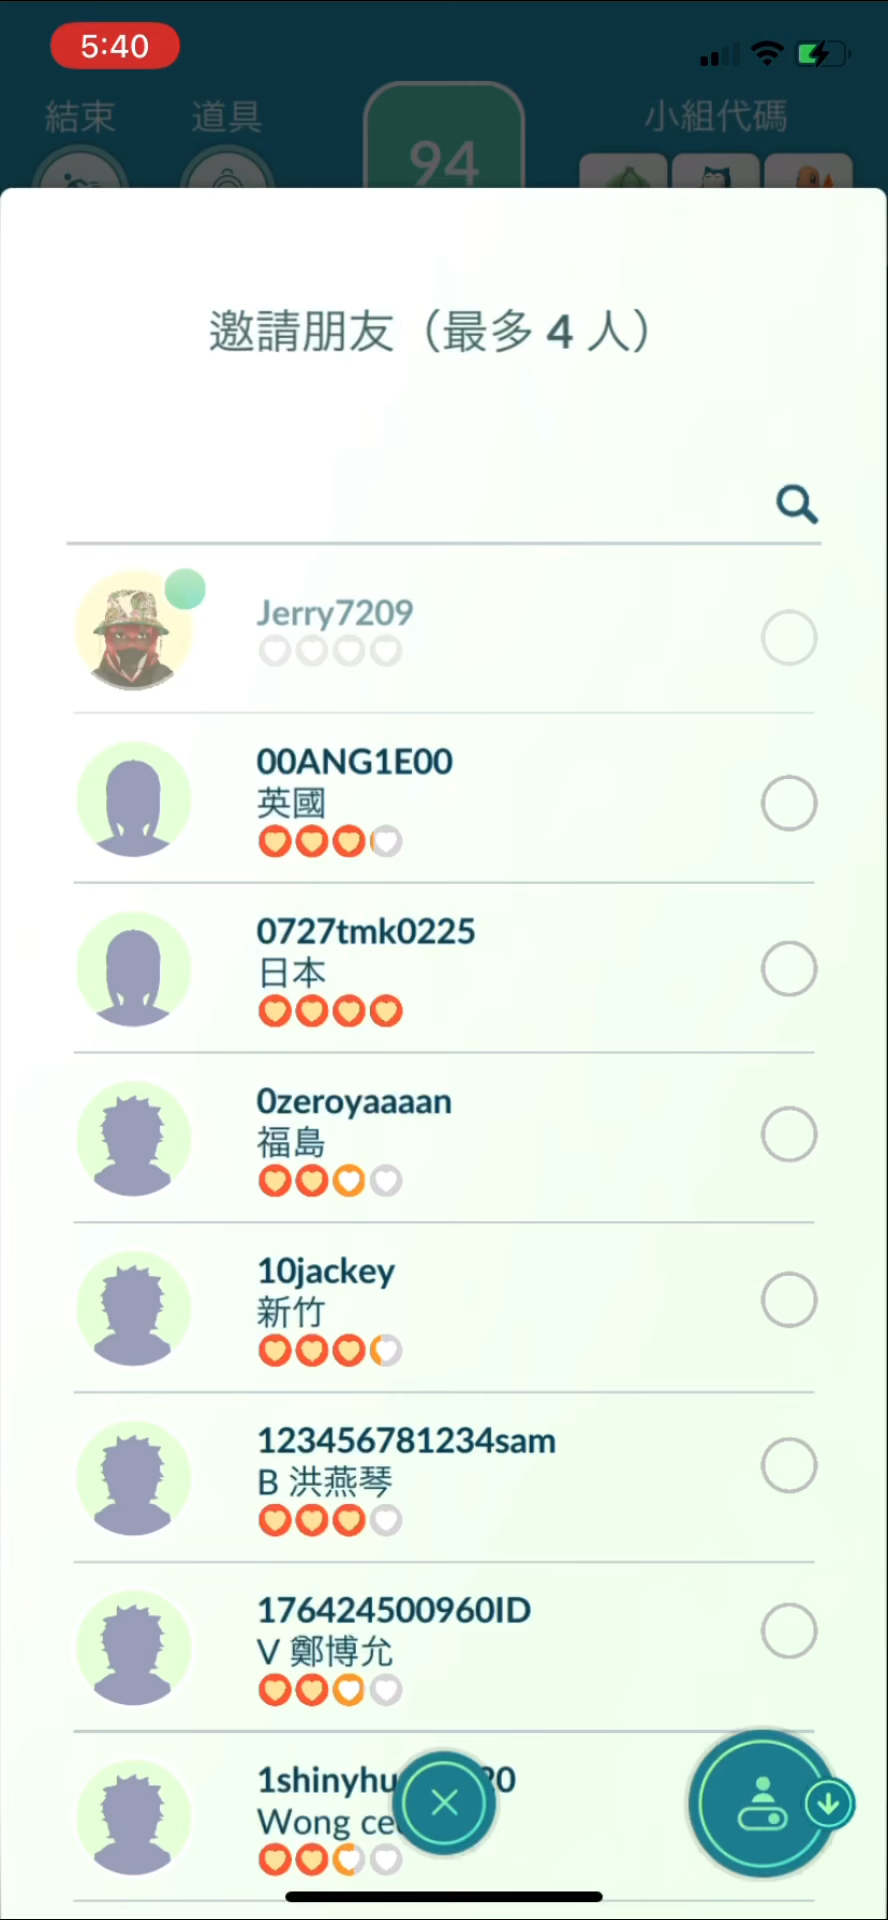 5:40
結束
道具
94
小組代碼
邀請朋友（最多 4 人）
Jerry7209
00ANG1E00
英國
0727tmk0225
日本
0zeroyaaaan
福島
10jackey
新竹
123456781234sam
B 洪燕琴
176424500960ID
V 鄭博允
Wong